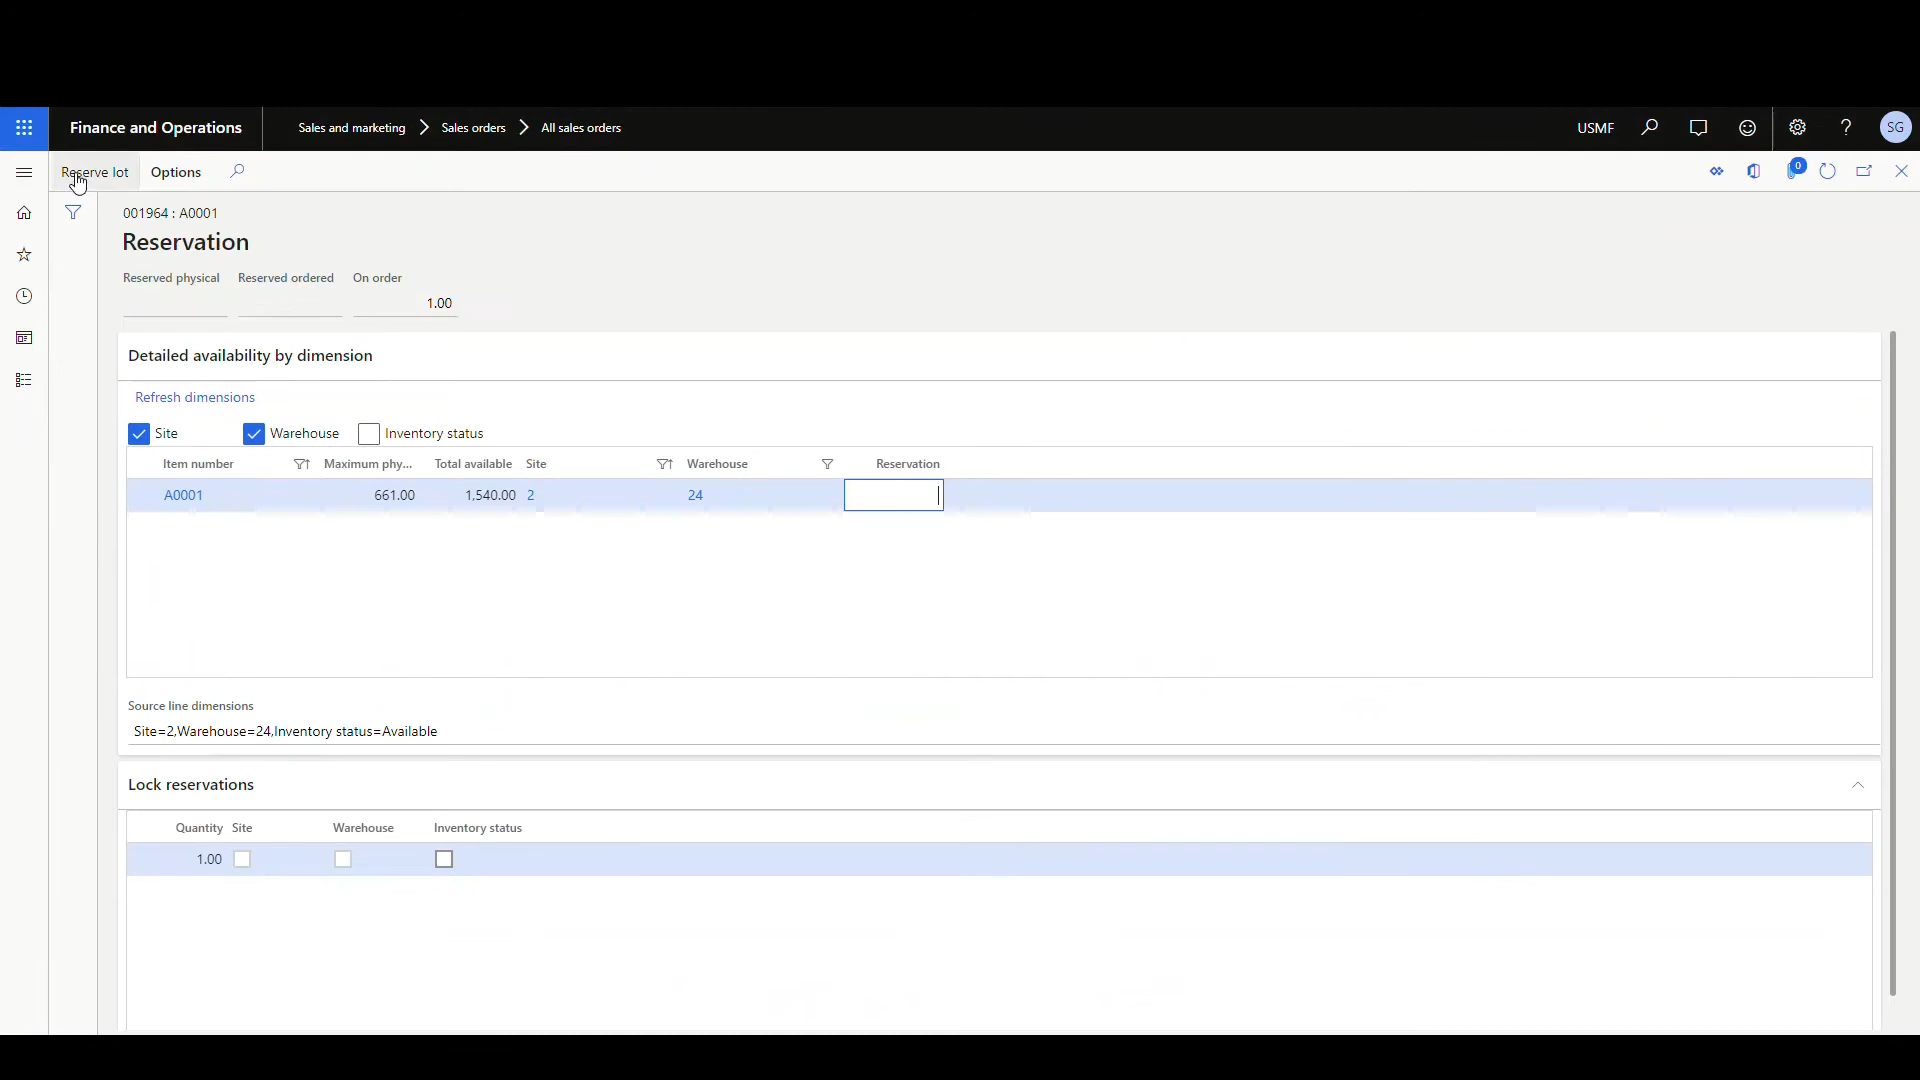 Finance and Operations
Sales and marketing
Sales orders
All sales orders
USMF
SG
Reserve lot
Options
0
001964 : A0001
Reservation
Reserved physical Reserved ordered On order
1.00
Detailed availability by dimension
Refresh dimensions
Site Warehouse Inventory status
Item number Maximum phy... Total available Site Warehouse Reservation
A0001 661.00 1,540.00 2 24
Source line dimensions
Site=2,Warehouse=24,Inventory status=Available
Lock reservations
Quantity Site Warehouse Inventory status
1.00